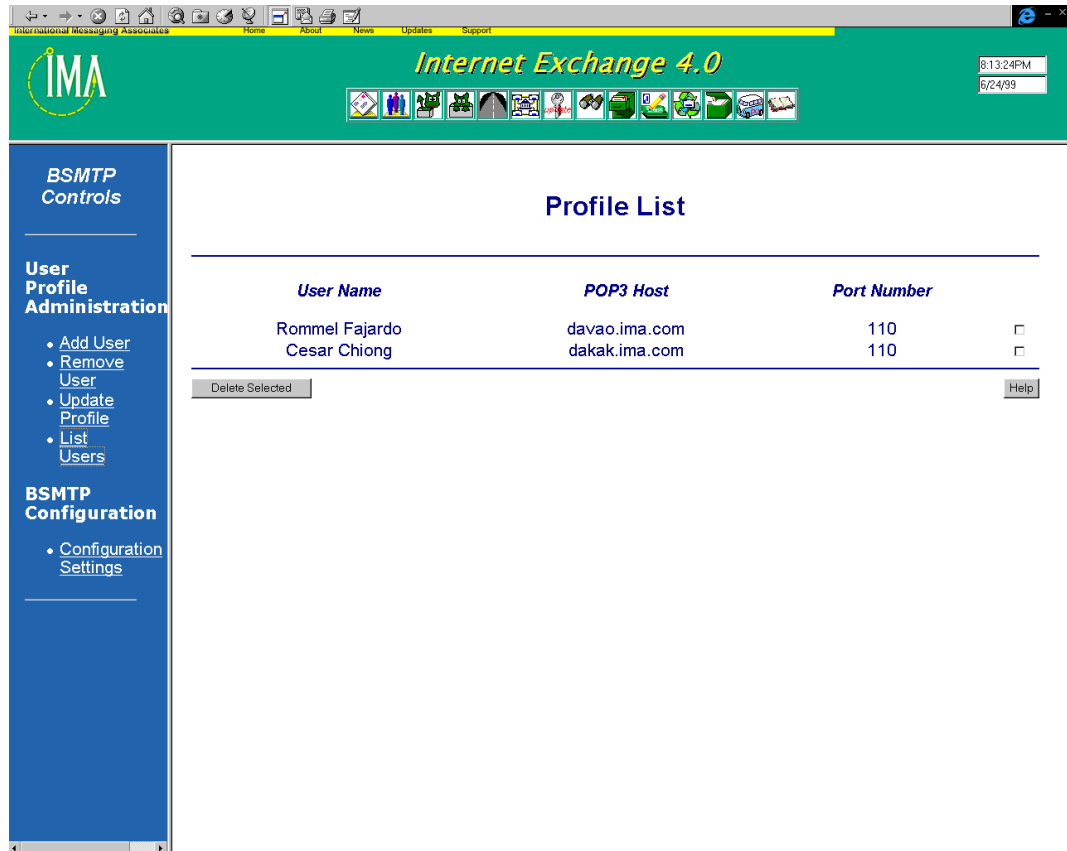 International Messaging Associates
Home About News Updates Support
IMA
Internet Exchange 4.0
8:13:24PM
6/24/99
update
BSMTP
Controls
User
Profile
Administration
Add User
Remove
User
Update
Profile
List
Users
BSMTP
Configuration
Configuration
Settings
Profile List
User Name POP3 Host Port Number
Rommel Fajardo davao.ima.com 110
Cesar Chiong dakak.ima.com 110
Delete Selected Help